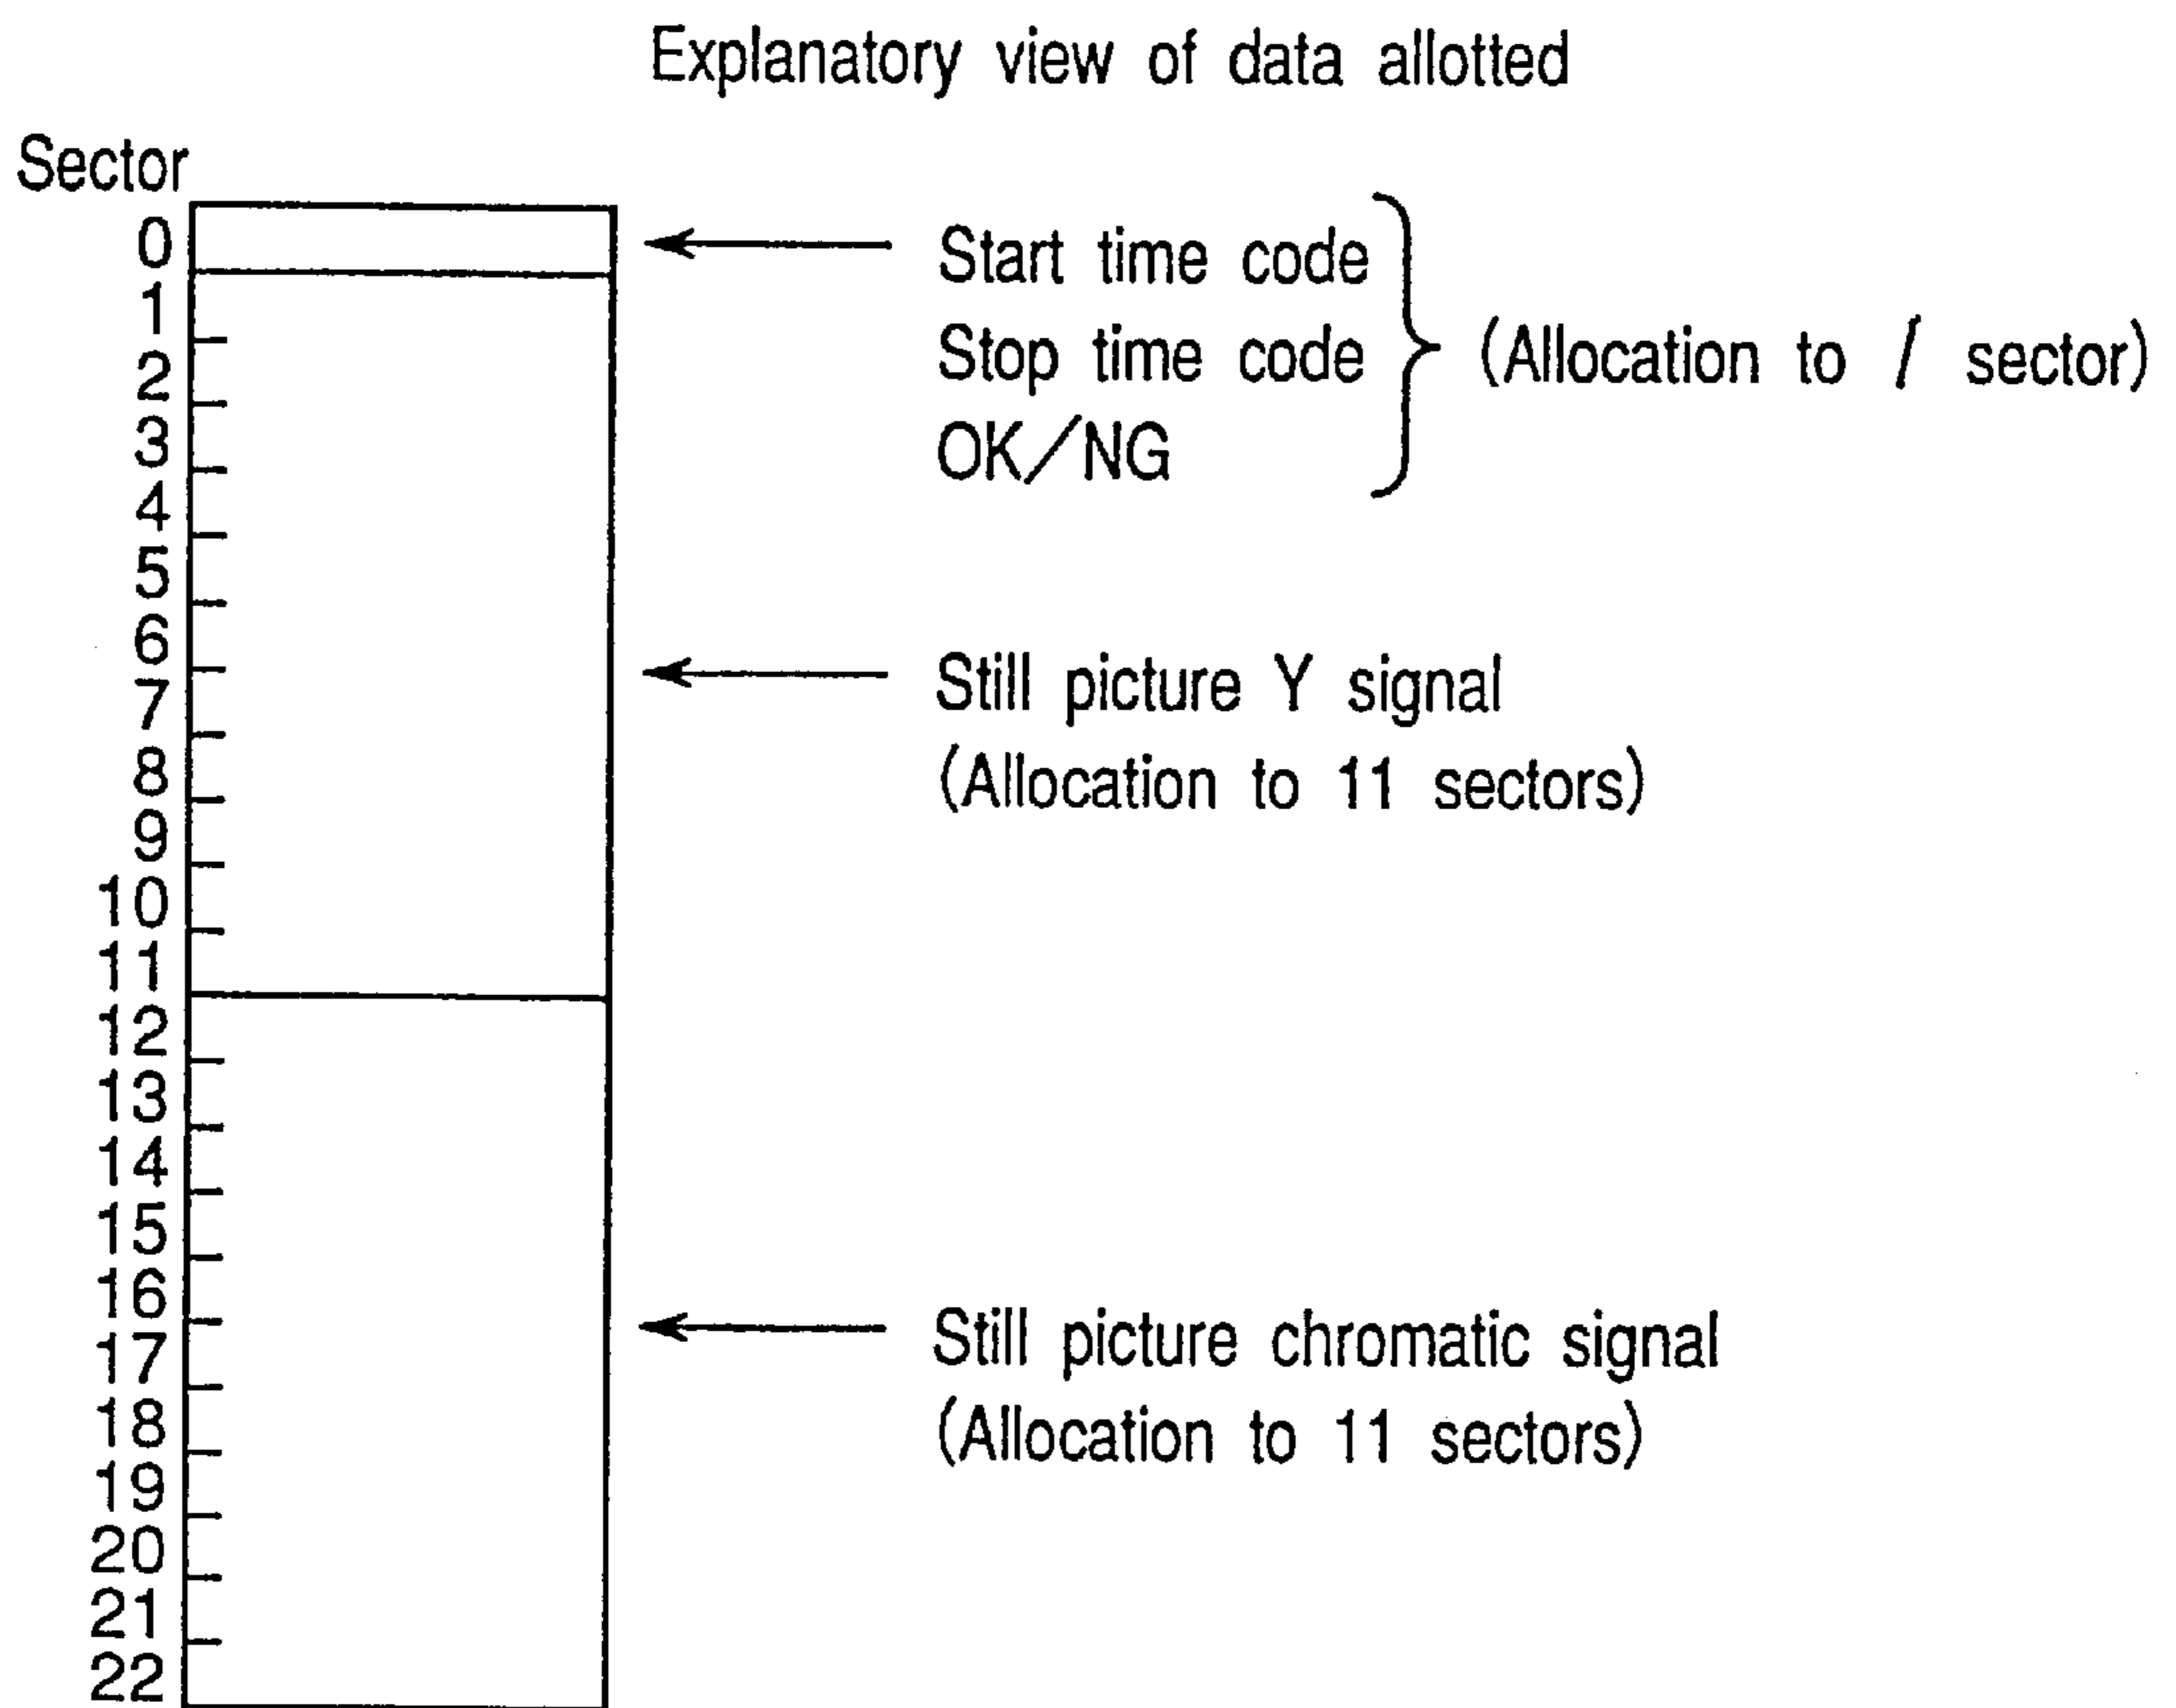 Explanatory view of data allotted
Sector
0
1
2
3
4
5
6
7
8
9
10
11
12
13
14
15
16
17
18
19
20
21
22
Start time code
Stop time code
OK/NG
(Allocation to / sector)
Still picture Y signal
(Allocation to 11 sectors)
Still picture chromatic signal
(Allocation to 11 sectors)